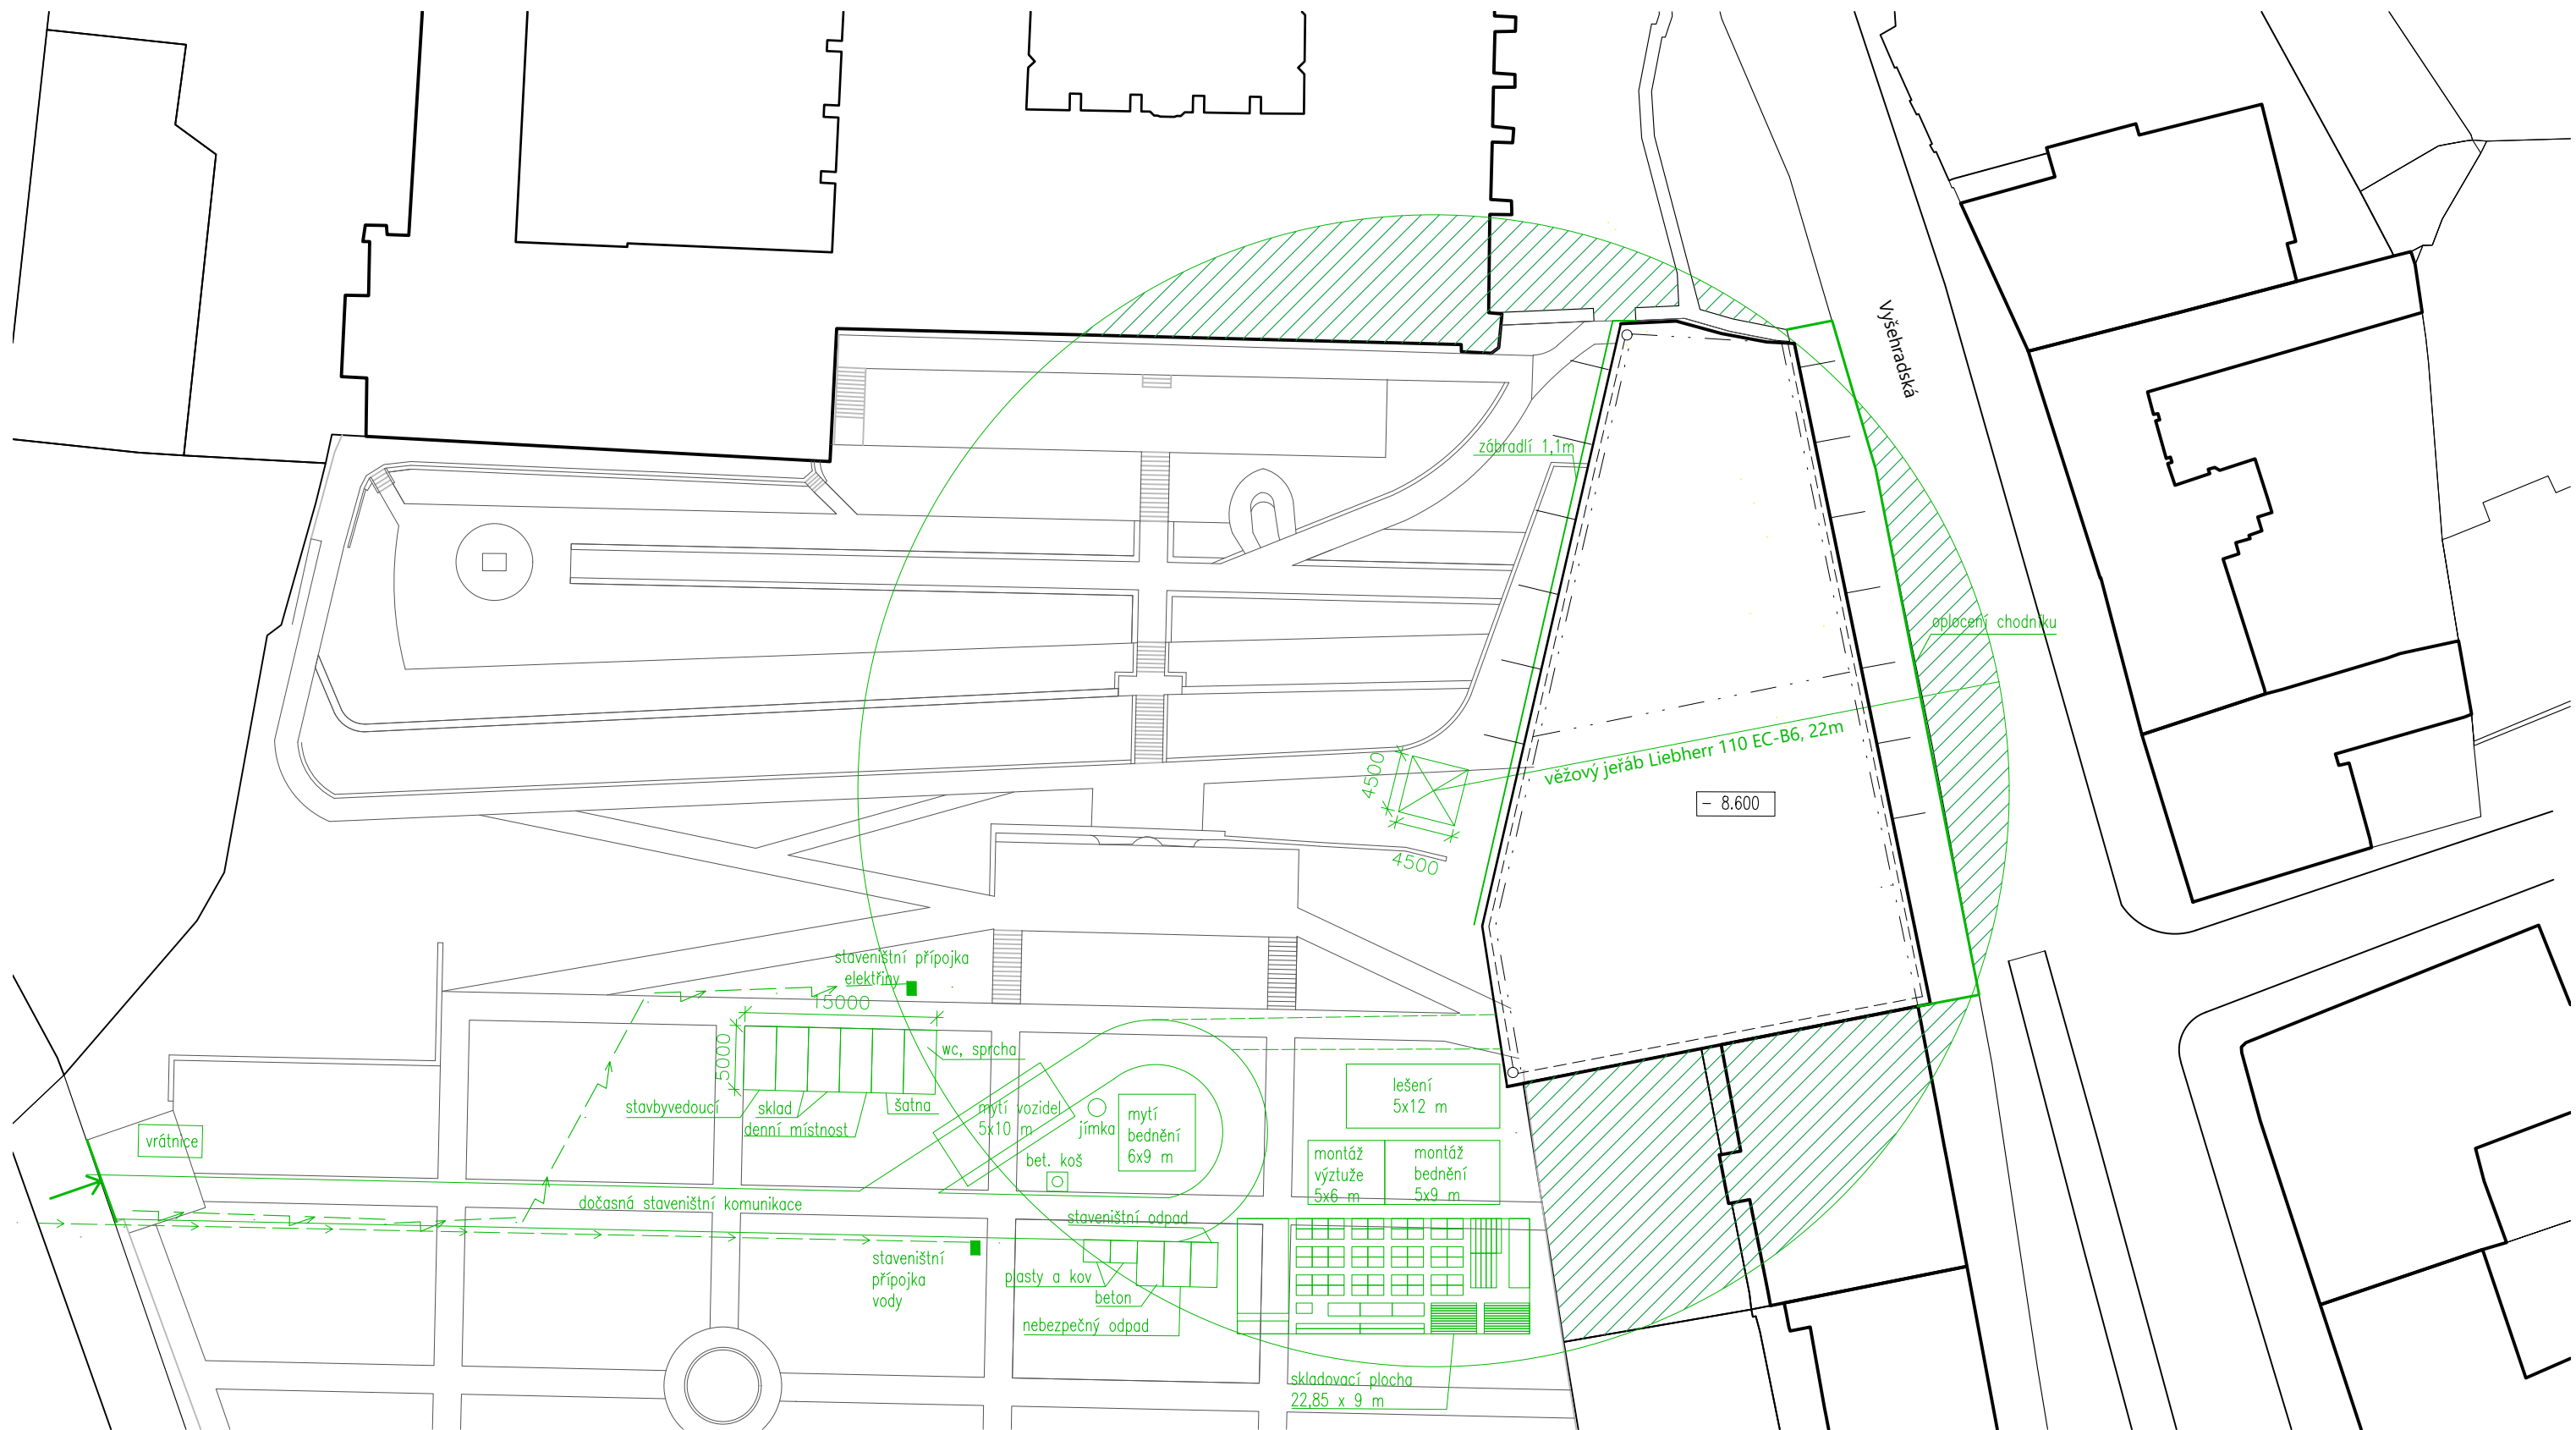 Vyšehradská
zábradlí 1,1m
oplocení chodníku
věžový jeřáb Liebherr 110 EC-B6, 22m
4500
4500
– 8.600
staveništní přípojka
elektřiny
15000
5000
wc, sprcha
stavbyvedoucí
sklad
šatna
denní místnost
mytí vozidel
5x10 m
jímka
mytí
bednění
6x9 m
bet. koš
lešení
5x12 m
montáž
výztuže
5x6 m
montáž
bednění
5x9 m
vrátnice
dočasná staveništní komunikace
staveništní odpad
staveništní
přípojka
vody
plasty a kov
beton
nebezpečný odpad
skladovací plocha
22,85 x 9 m